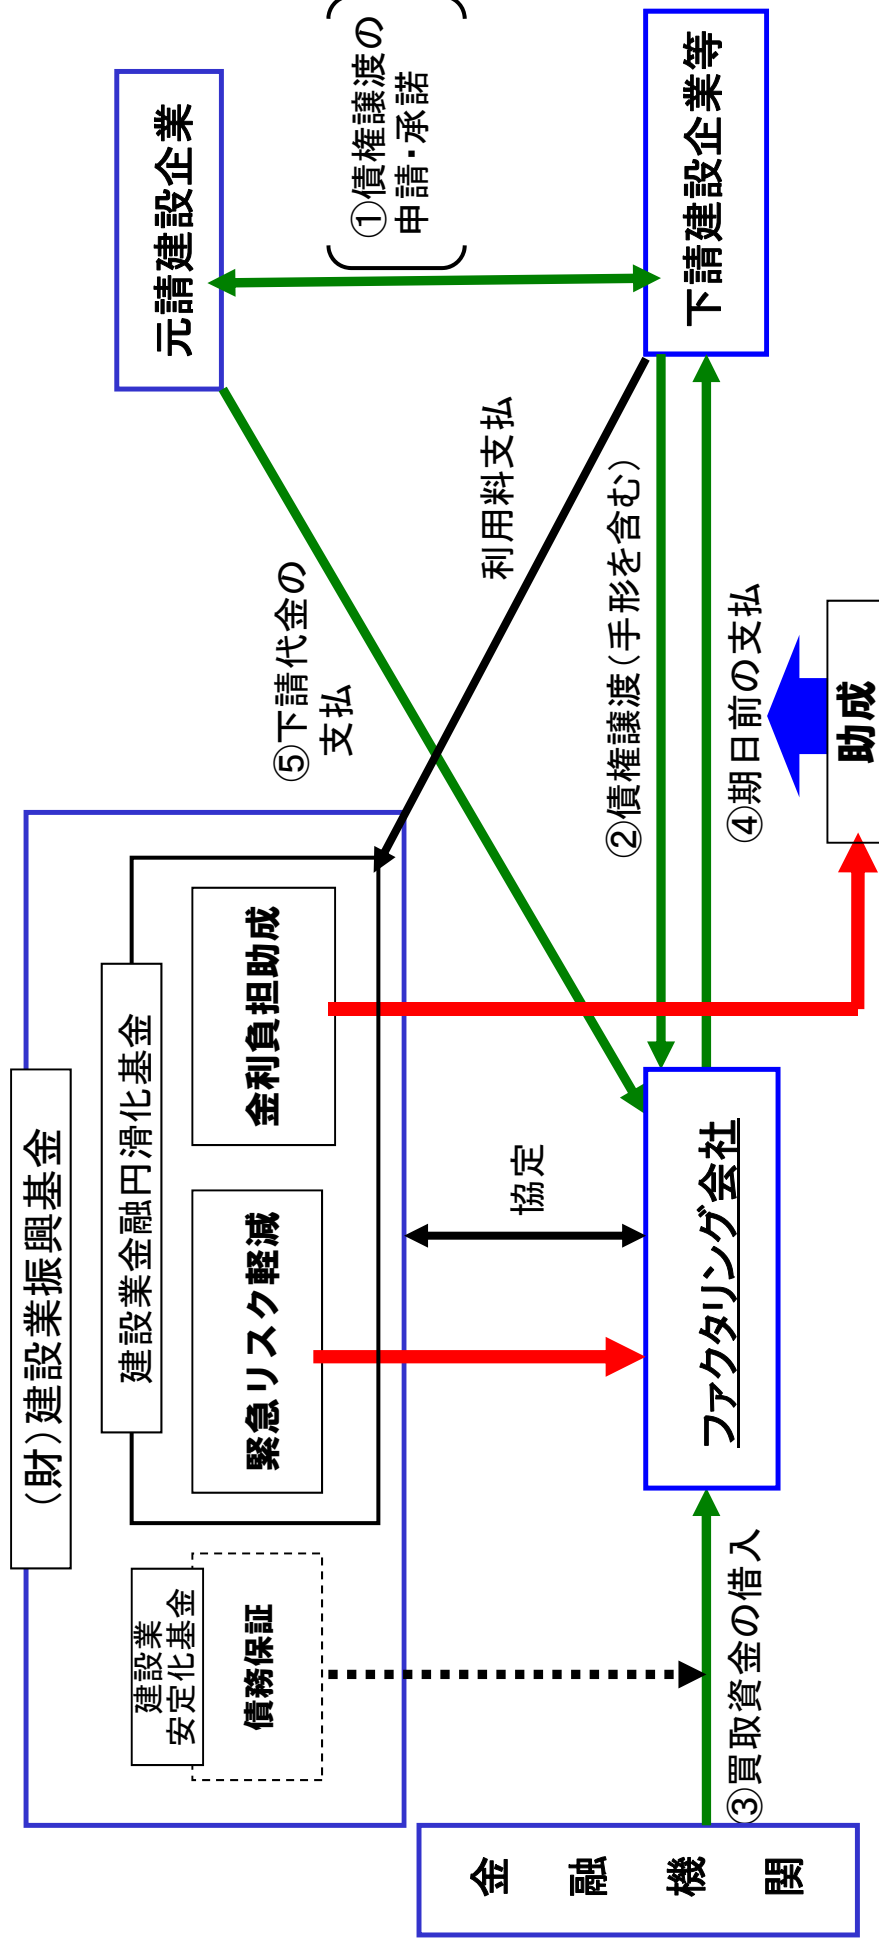 （財）建設業振興基金
建設業
安定化基金
債務保証
建設業金融円滑化基金
緊急リスク軽減
金利負担助成
元請建設企業
①債権譲渡の
申請・承諾
⑤下請代金の
支払
利用料支払
協定
下請建設企業等
②債権譲渡（手形を含む）
④期日前の支払
助成
ファクタリング会社
③買取資金の借入
金融機関